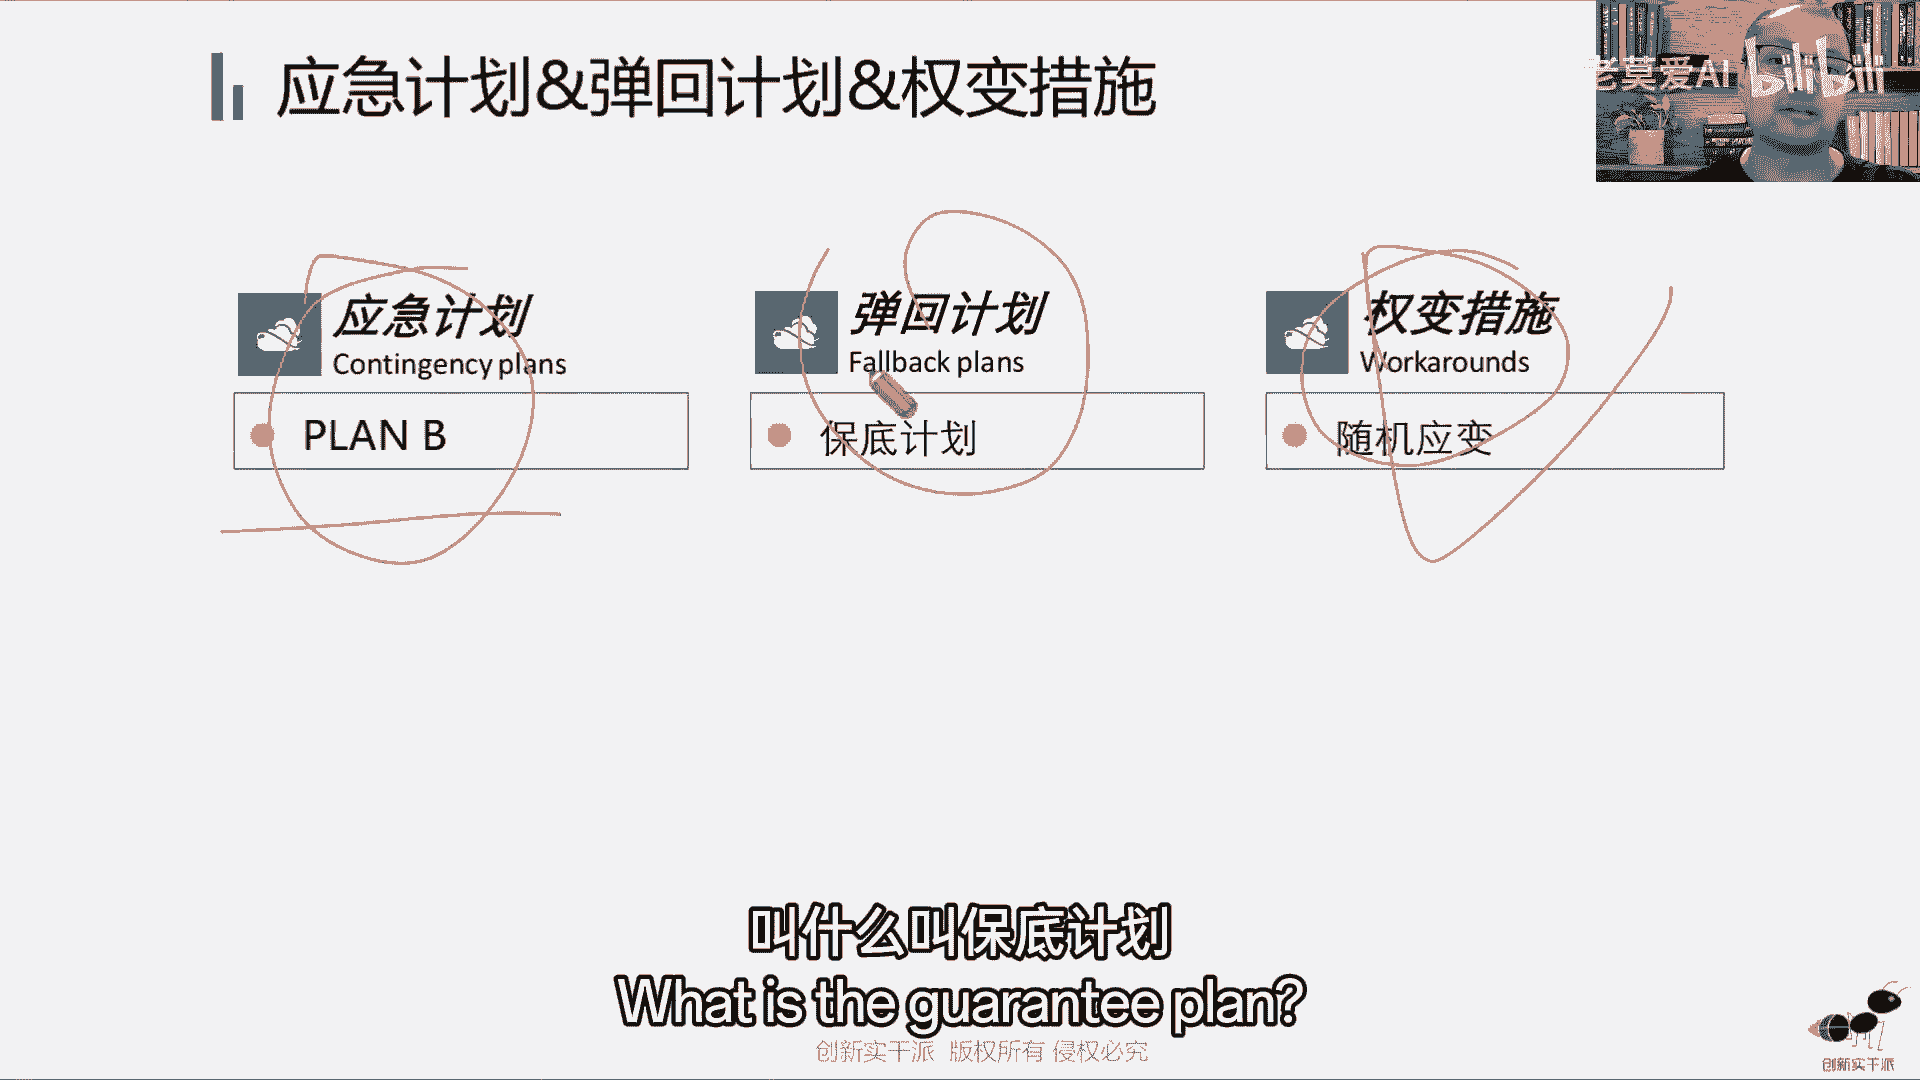 应急计划&弹回计划&权变措施
老莫爱AI bilibili
应急计划
Contingency plans
PLAN B
弹回计划
Fallback plans
保底计划
权变措施
Workarounds
随机应变
叫什么叫保底计划
What is the guarantee plan?
创新实干派 版权所有 侵权必究
创新实干派